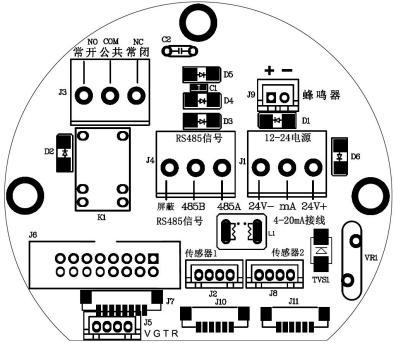 C2
NO COM NC
常开 公共 常闭
D5
J3
C1
D4
+ -
J9
蜂鸣器
D3
D1
RS485信号
12-24电源
D2
J4
J1
D6
K1
屏蔽 485B 485A
24V- mA 24V+
RS485信号
4-20mA接线
L1
J6
传感器1
传感器2
VR1
TVS1
J2
J8
J7
J10
J11
J5
V G T R